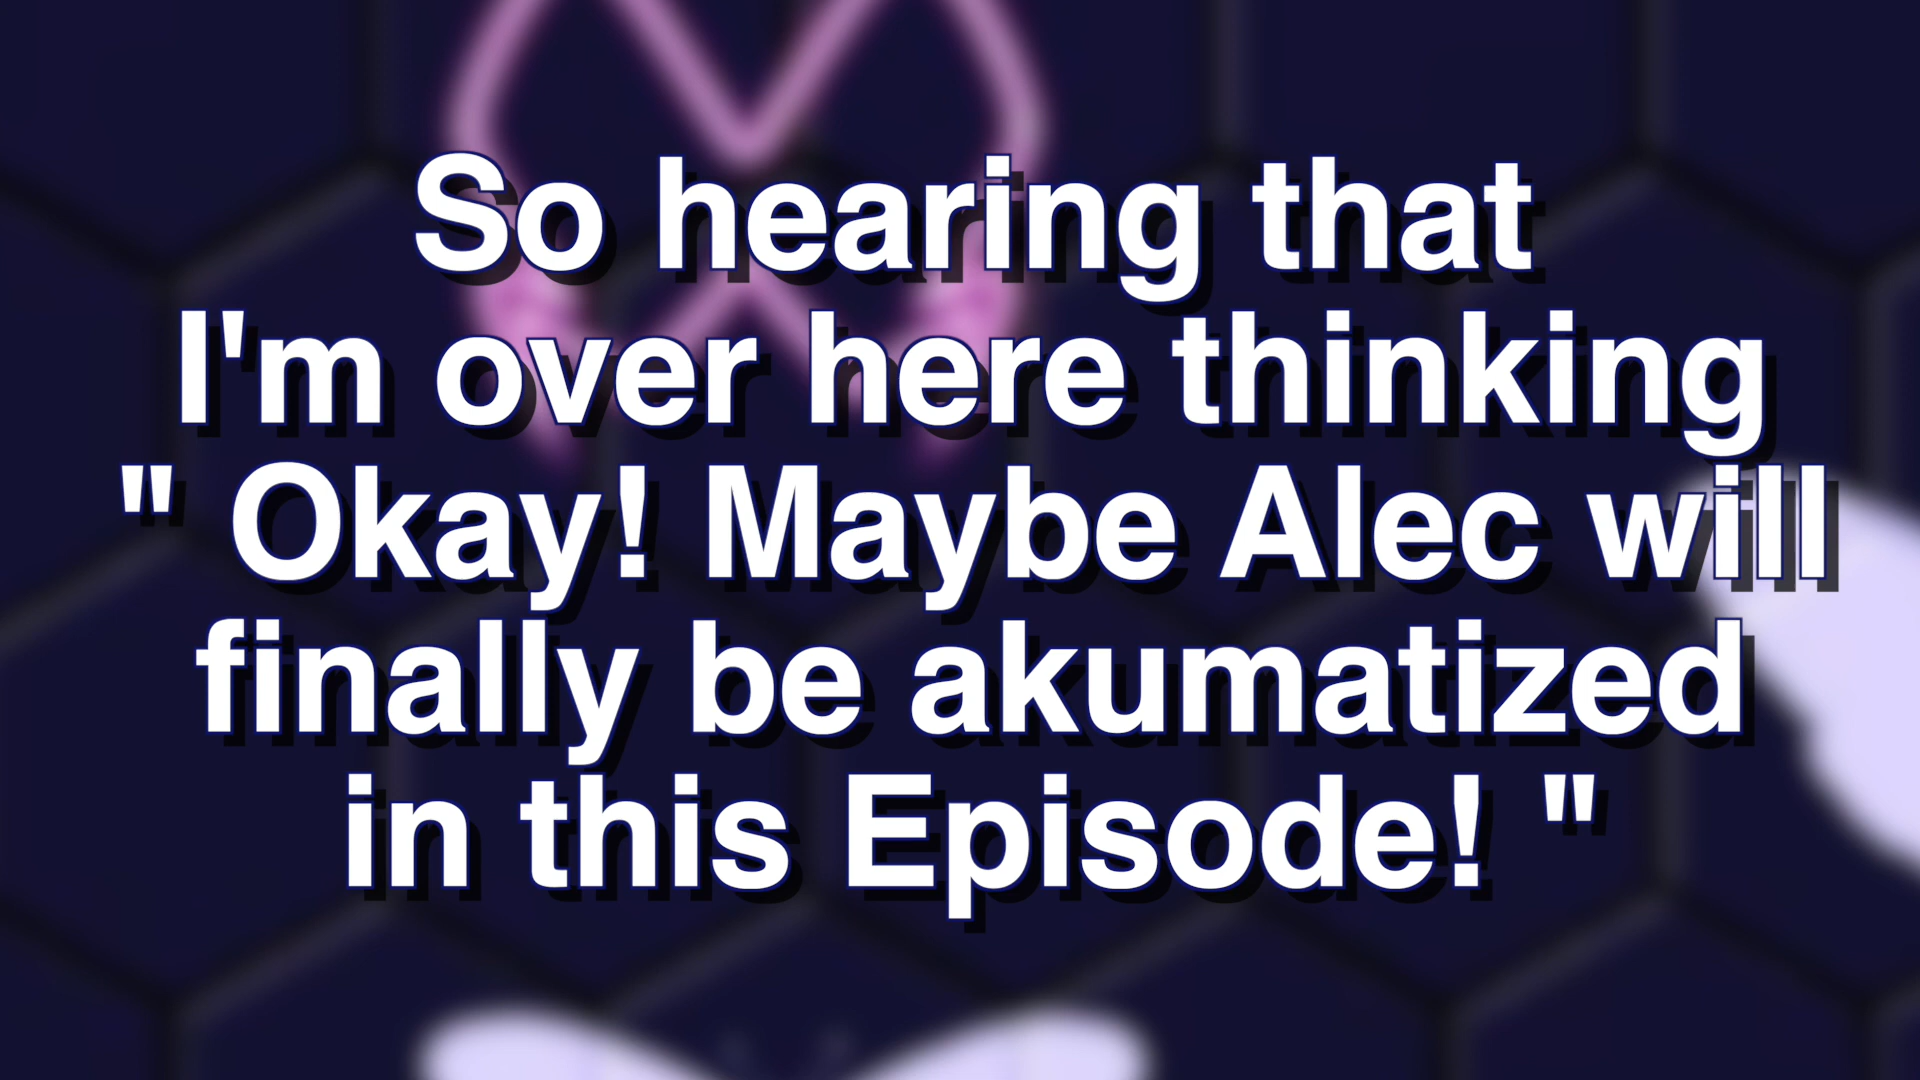 So hearing that
I'm over here thinking
" Okay! Maybe Alec will
finally be akumatized
in this Episode! "